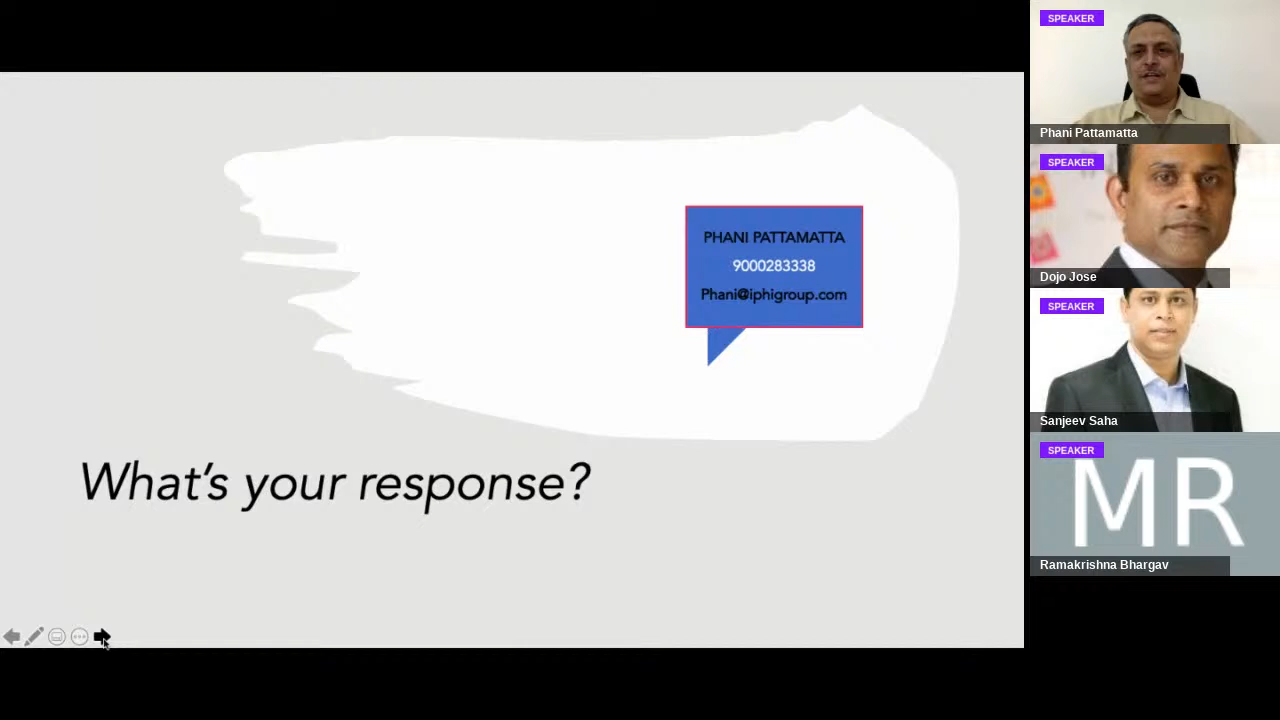 PHANI PATTAMATTA
9000283338
Phani@iphigroup.com
What's your response?
SPEAKER
Phani Pattamatta
SPEAKER
Dojo Jose
SPEAKER
Sanjeev Saha
SPEAKER
MR
Ramakrishna Bhargav